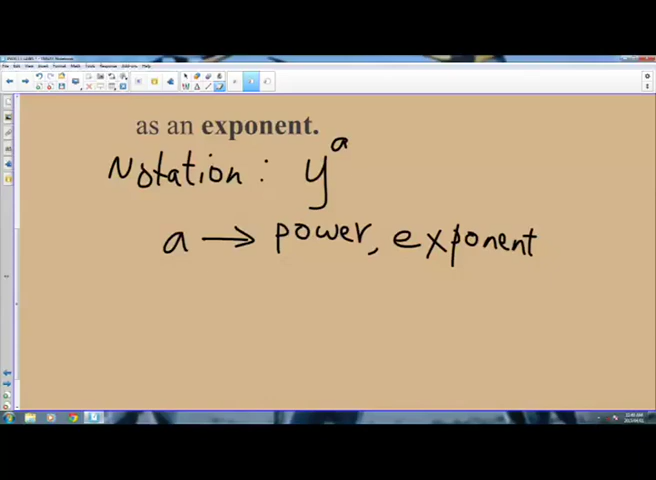 as an exponent.
Notation : y^a
a → power, exponent